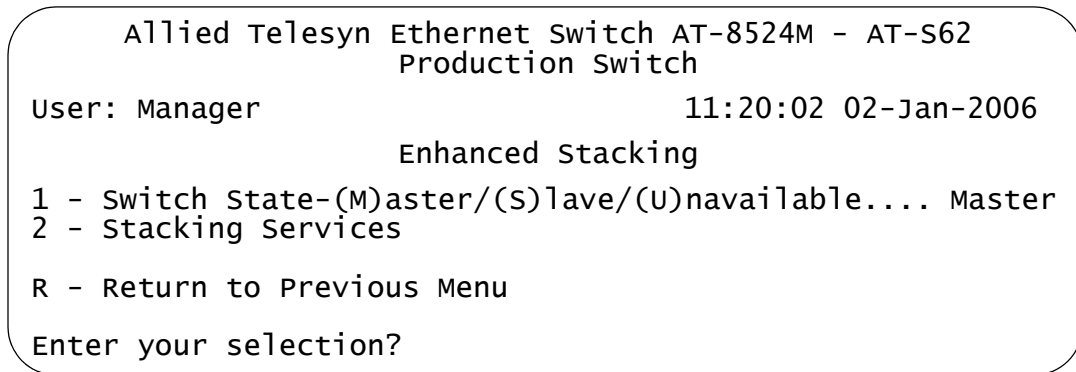 Allied Telesyn Ethernet Switch AT-8524M - AT-S62
Production Switch
User: Manager 11:20:02 02-Jan-2006
Enhanced Stacking
1 - Switch State-(M)aster/(S)lave/(U)navailable.... Master
2 - Stacking Services
R - Return to Previous Menu
Enter your selection?